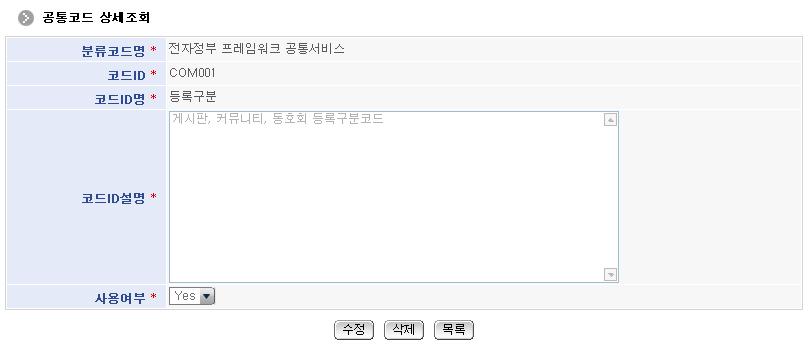 공통코드 상세조회
분류코드명 * 전자정부 프레임워크 공통서비스
코드ID * COM001
코드ID명 * 등록구분
코드ID설명 * 게시판, 커뮤니티, 동호회 등록구분코드
사용여부 * Yes
수정 삭제 목록